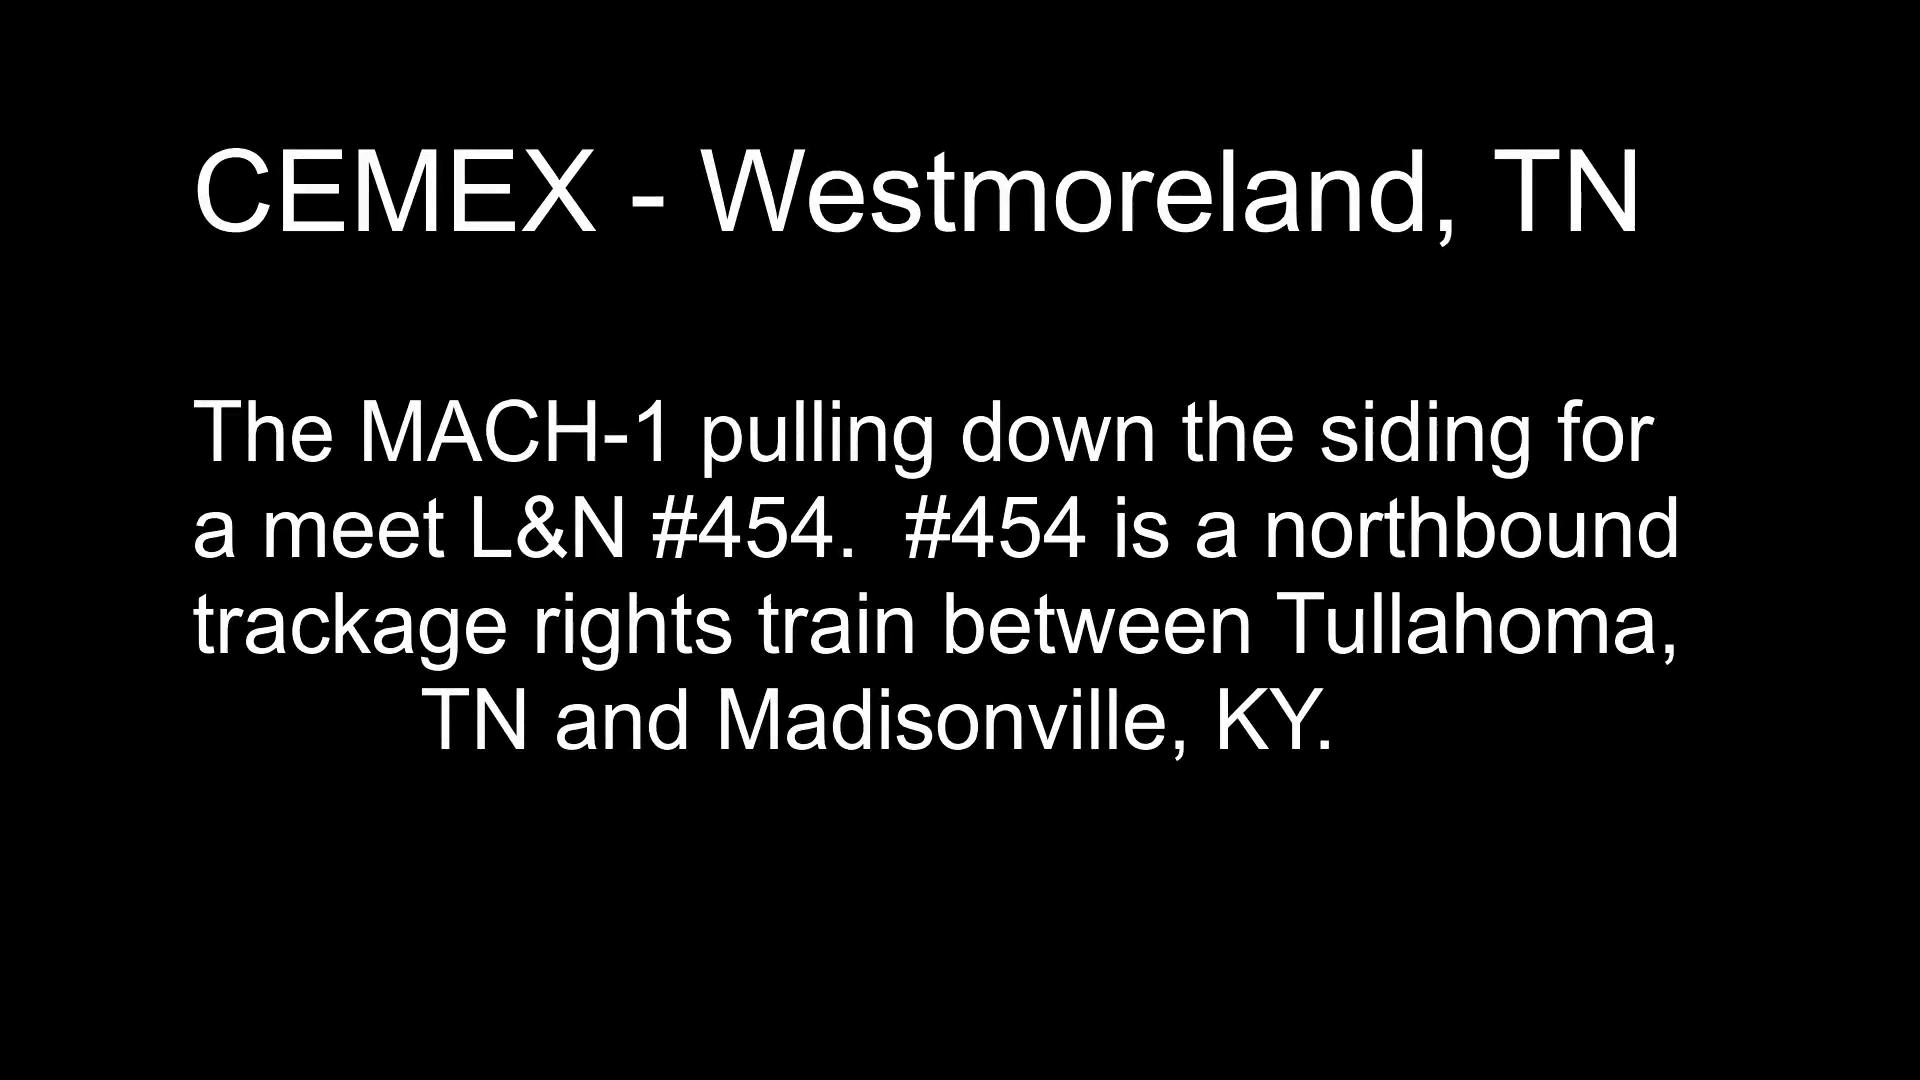 CEMEX - Westmoreland, TN
The MACH-1 pulling down the siding for
a meet L&N #454.  #454 is a northbound
trackage rights train between Tullahoma,
TN and Madisonville, KY.